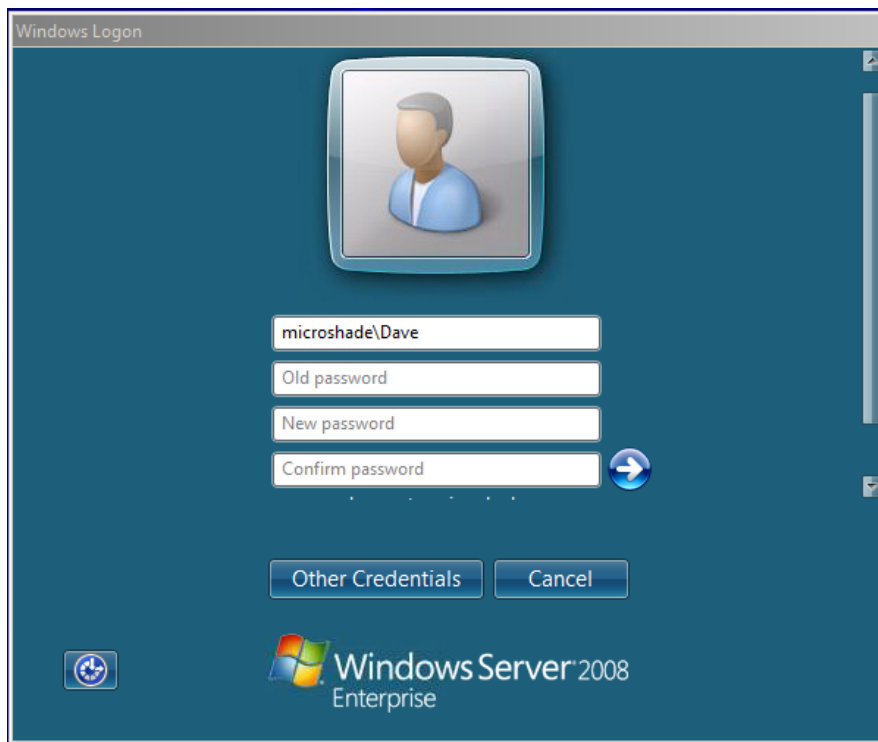 Windows Logon
microshade\Dave
Old password
New password
Confirm password
Other Credentials
Cancel
Windows Server 2008
Enterprise